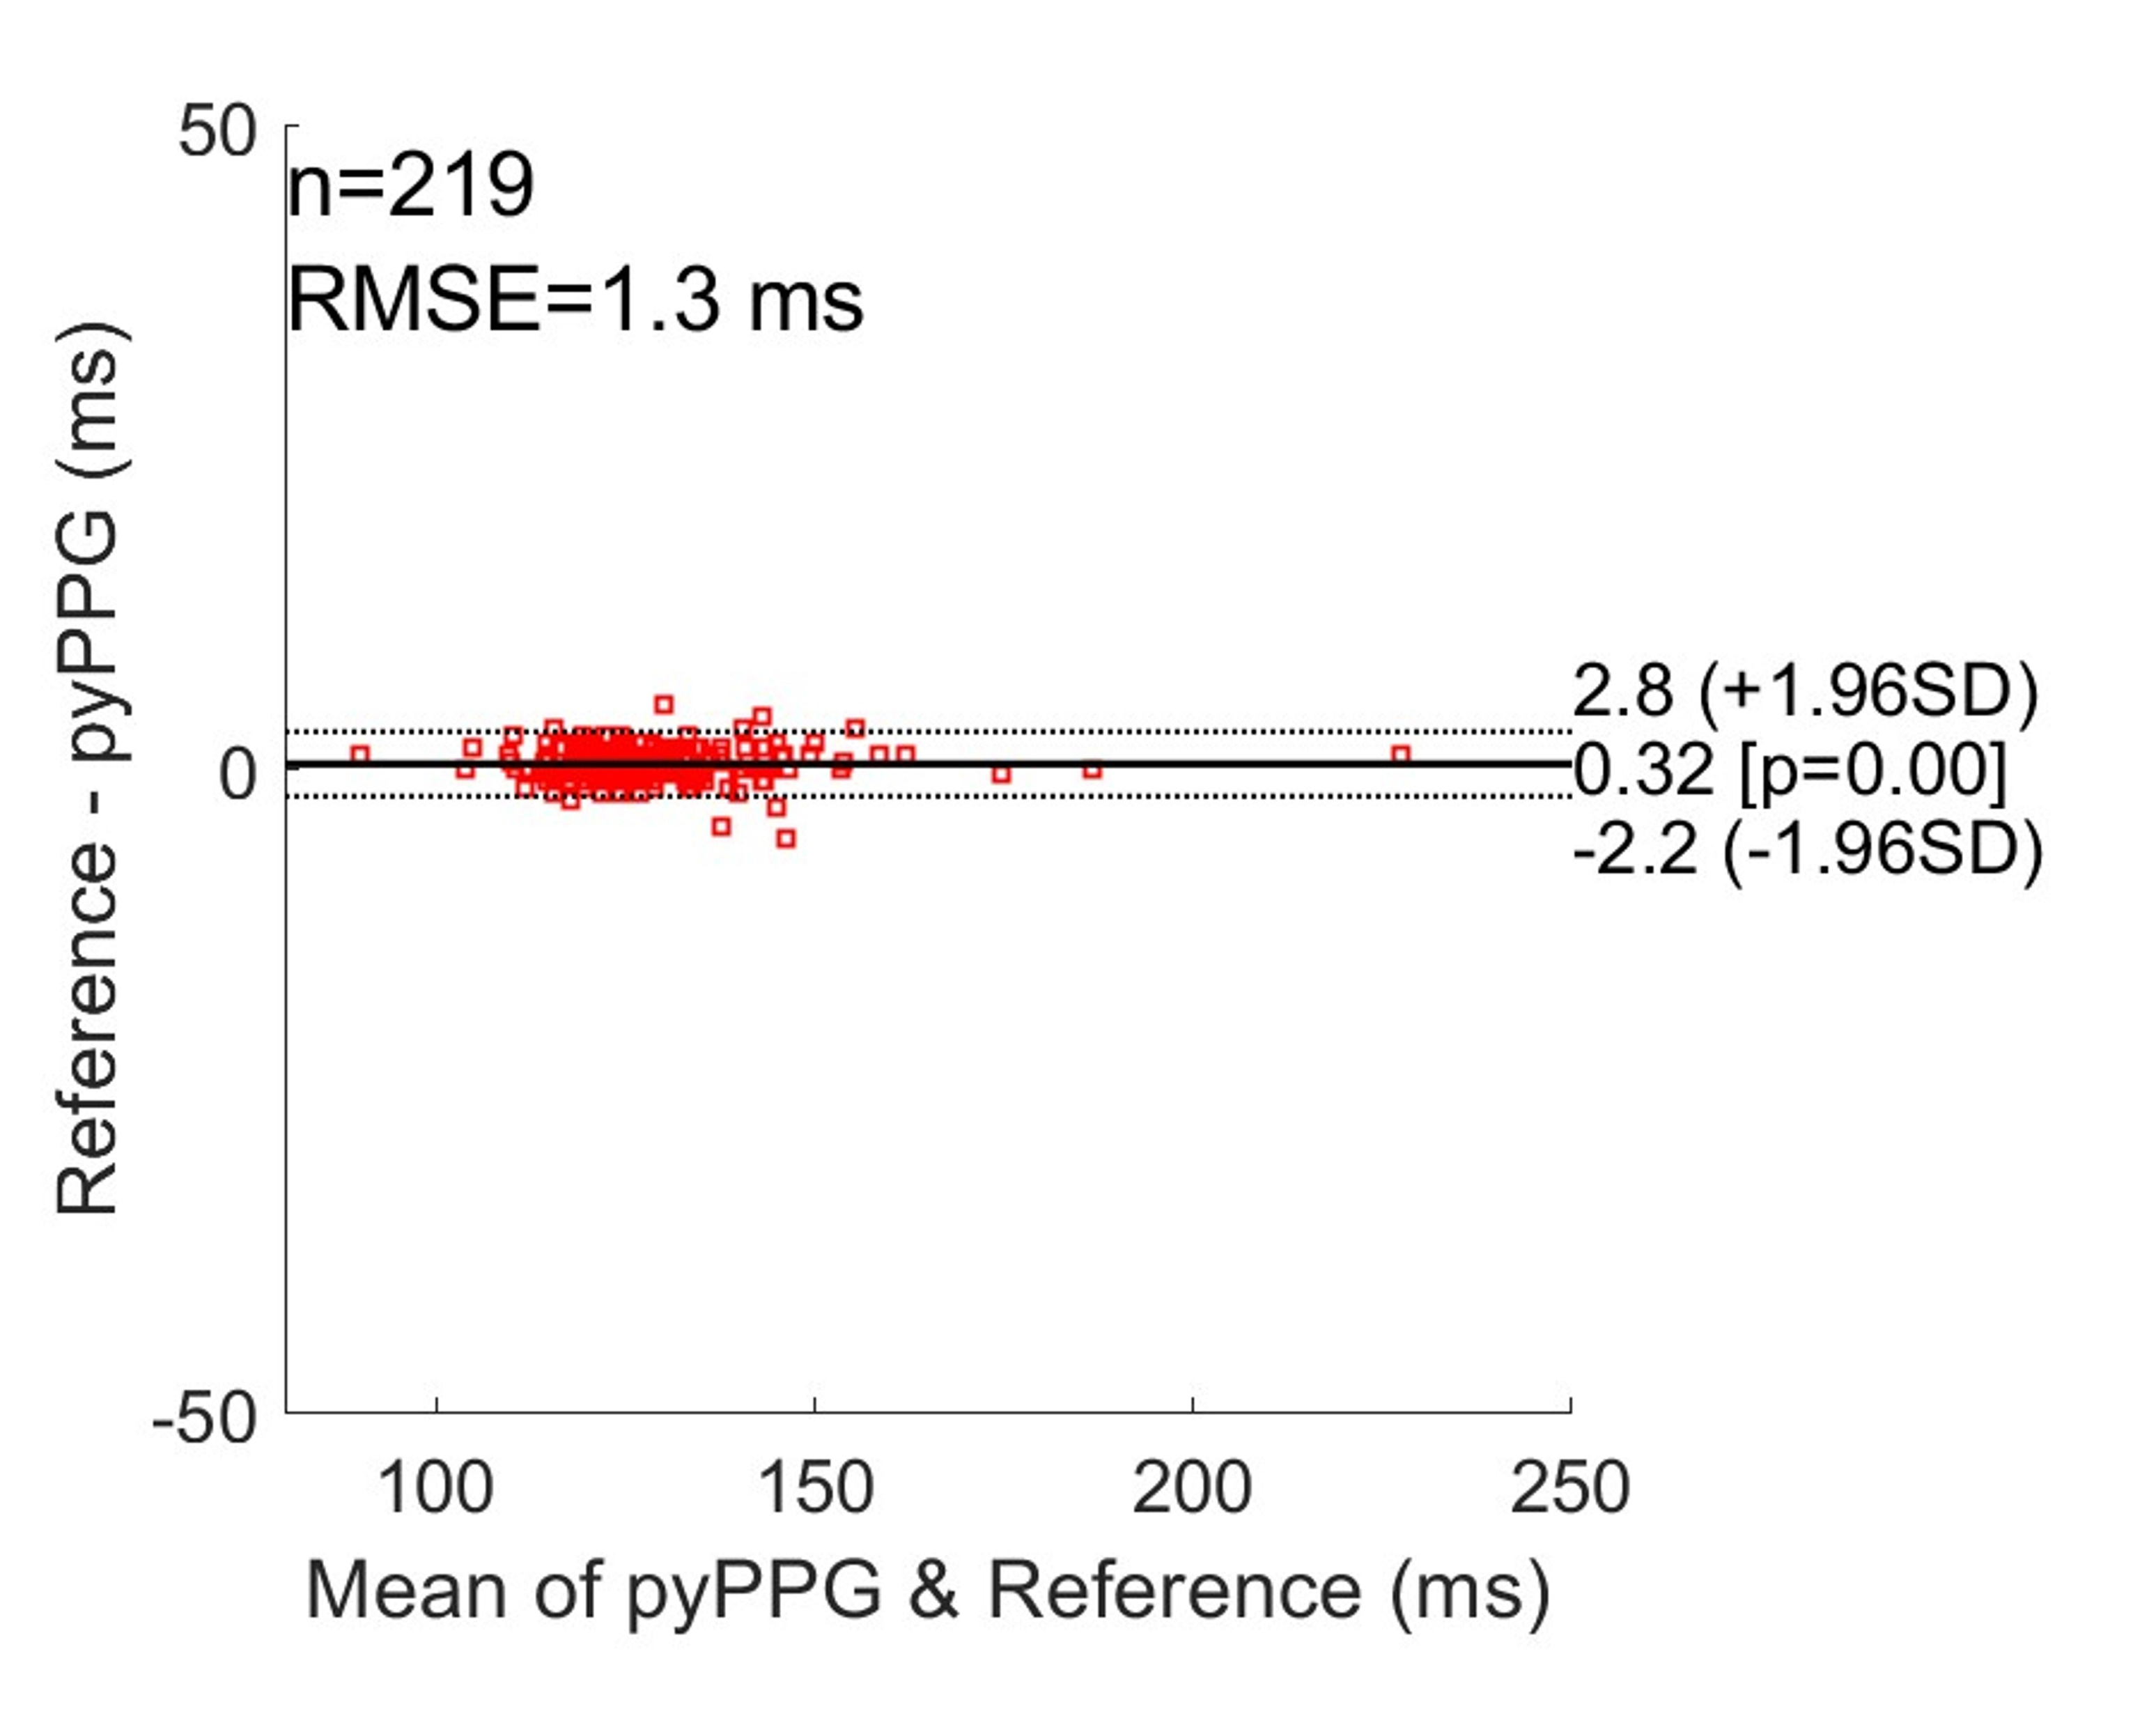 50
n=219
RMSE=1.3 ms
Reference - pyPPG (ms)
2.8 (+1.96SD)
0
0.32 [p=0.00]
-2.2 (-1.96SD)
-50
100 150 200 250
Mean of pyPPG & Reference (ms)